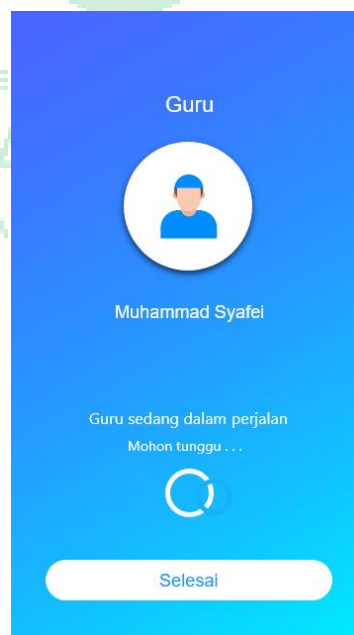 Guru
Muhammad Syafei
Guru sedang dalam perjalan
Mohon tunggu . . .
Selesai